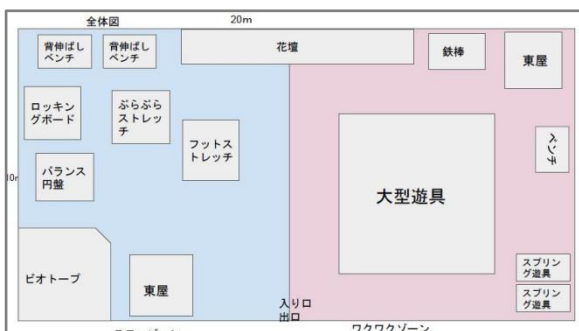 全体図
20m
背伸ばし
ベンチ
背伸ばし
ベンチ
花壇
鉄棒
東屋
ロッキン
グボード
ぶらぶら
ストレッ
チ
フットス
トレッチ
ベンチ
バランス
円盤
大型遊具
ビオトープ
東屋
スプリン
グ遊具
スプリン
グ遊具
入り口
出口
ワクワクゾーン